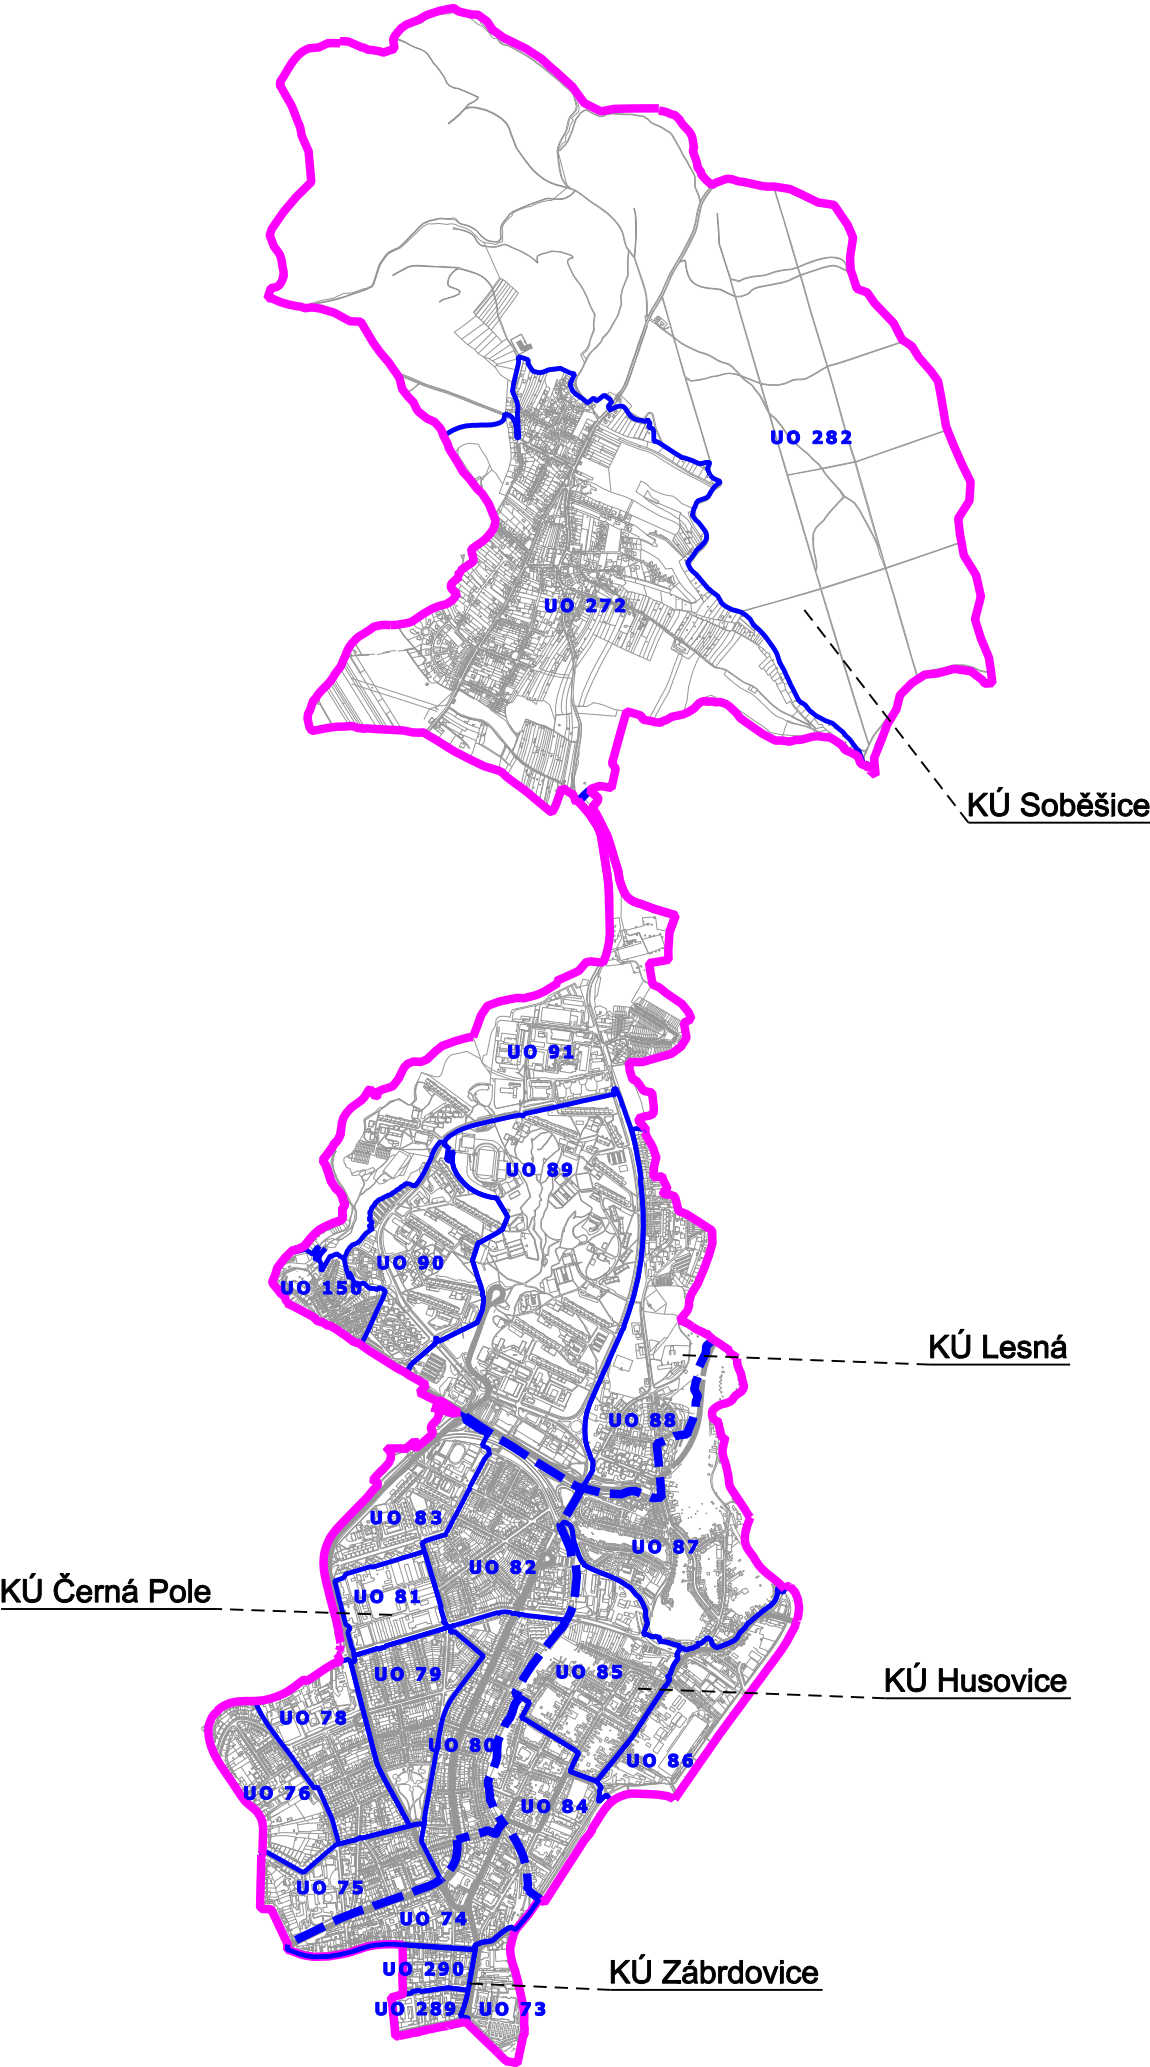 UO 282
UO 272
KÚ Soběšice
UO 91
UO 89
UO 90
UO 150
KÚ Lesná
UO 88
UO 83
UO 87
UO 82
KÚ Černá Pole
UO 81
UO 85
UO 79
KÚ Husovice
UO 78
UO 80
UO 86
UO 76
UO 84
UO 75
UO 74
UO 290
KÚ Zábrdovice
UO 289
UO 73